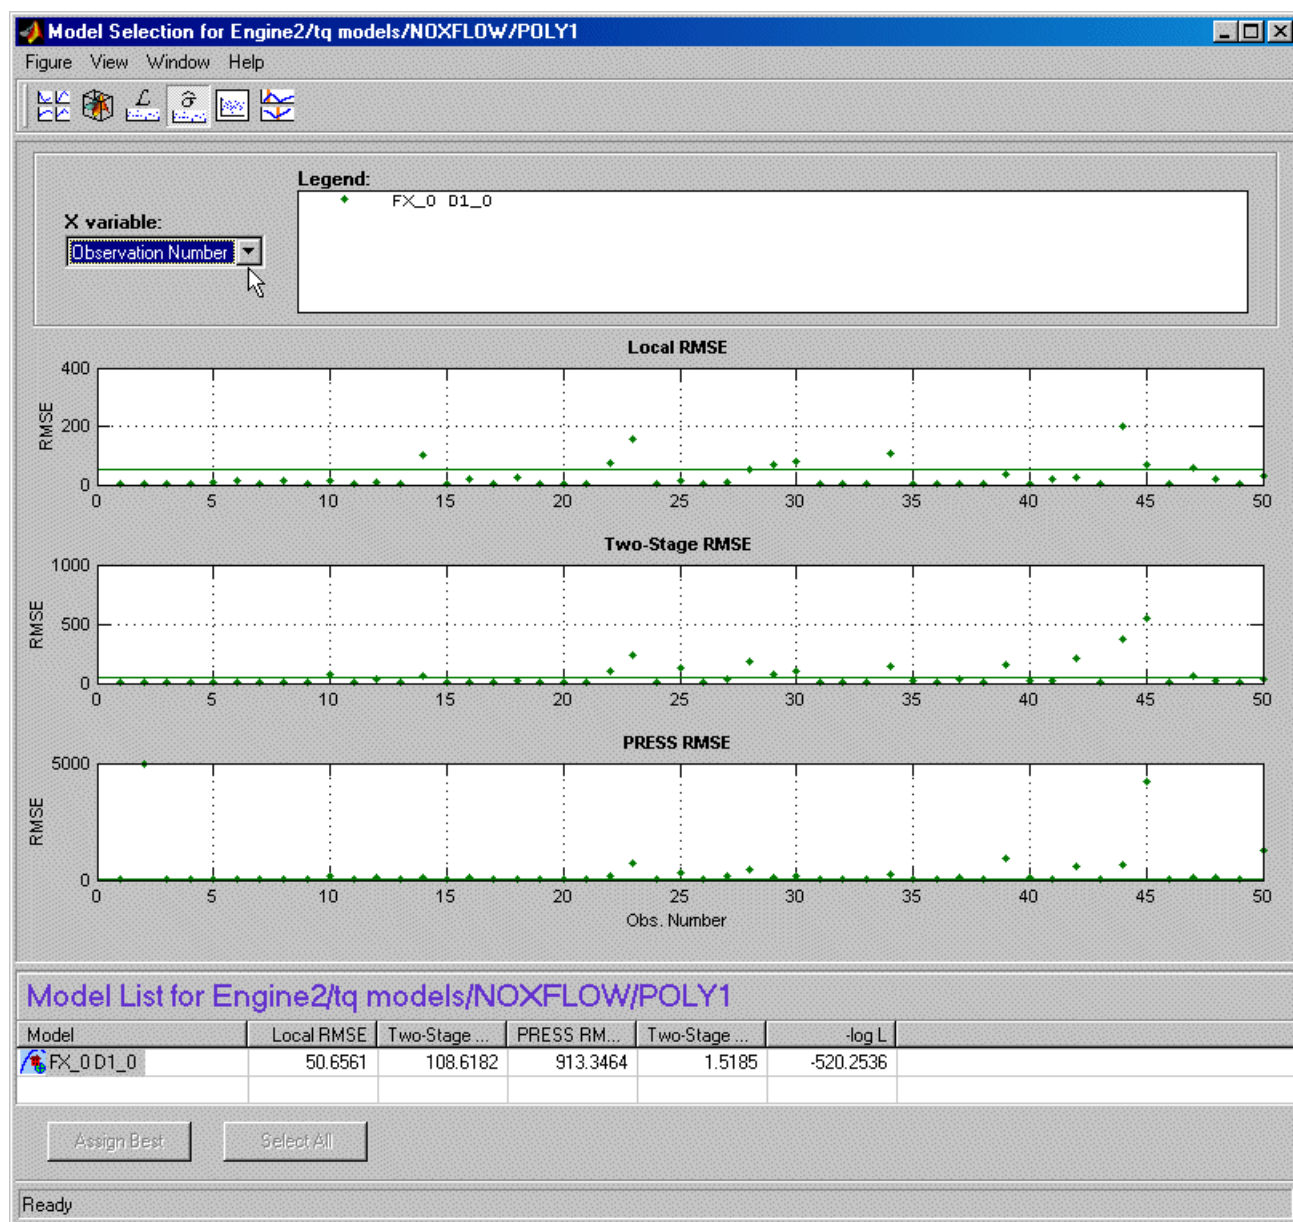 Model Selection for Engine2/tq models/NOXFLOW/POLY1
Figure View Window Help
Legend:
FX_0 D1_0
X variable:
Observation Number
Local RMSE
400
200
0
RMSE
0 5 10 15 20 25 30 35 40 45 50
Two-Stage RMSE
1000
500
0
RMSE
0 5 10 15 20 25 30 35 40 45 50
PRESS RMSE
5000
0
RMSE
0 5 10 15 20 25 30 35 40 45 50
Obs. Number
Model List for Engine2/tq models/NOXFLOW/POLY1
Model Local RMSE Two-Stage ... PRESS RM... Two-Stage ... -log L
FX_0 D1_0 50.6561 108.6182 913.3464 1.5185 -520.2536
Assign Best Select All
Ready